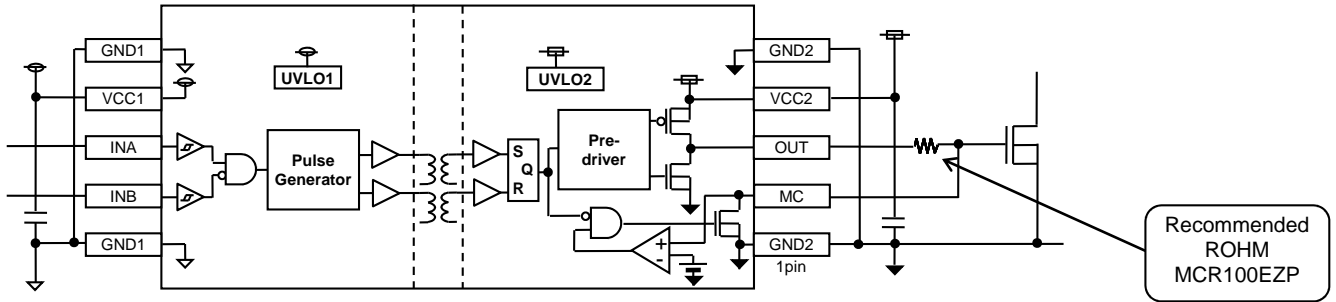 GND1
VCC1
INA
INB
GND1
UVLO1
Pulse
Generator
UVLO2
S
Q
R
Pre-
driver
+
-
GND2
VCC2
OUT
MC
GND2
1pin
Recommended
ROHM
MCR100EZP